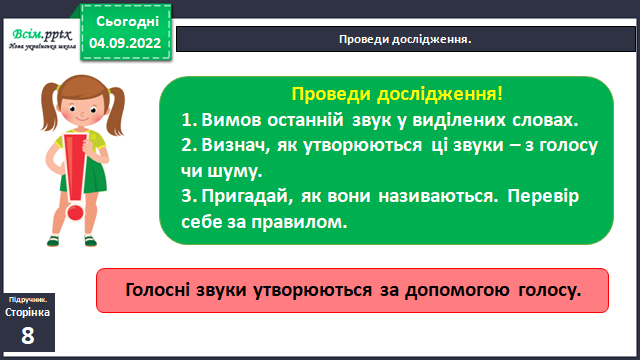 Всім.pptx
Нова українська школа
Сьогодні
04.09.2022
Проведи дослідження.
Проведи дослідження!
1. Вимов останній звук у виділених словах.
2. Визнач, як утворюються ці звуки – з голосу
чи шуму.
3. Пригадай, як вони називаються. Перевір
себе за правилом.
Голосні звуки утворюються за допомогою голосу.
Підручник.
Сторінка
8